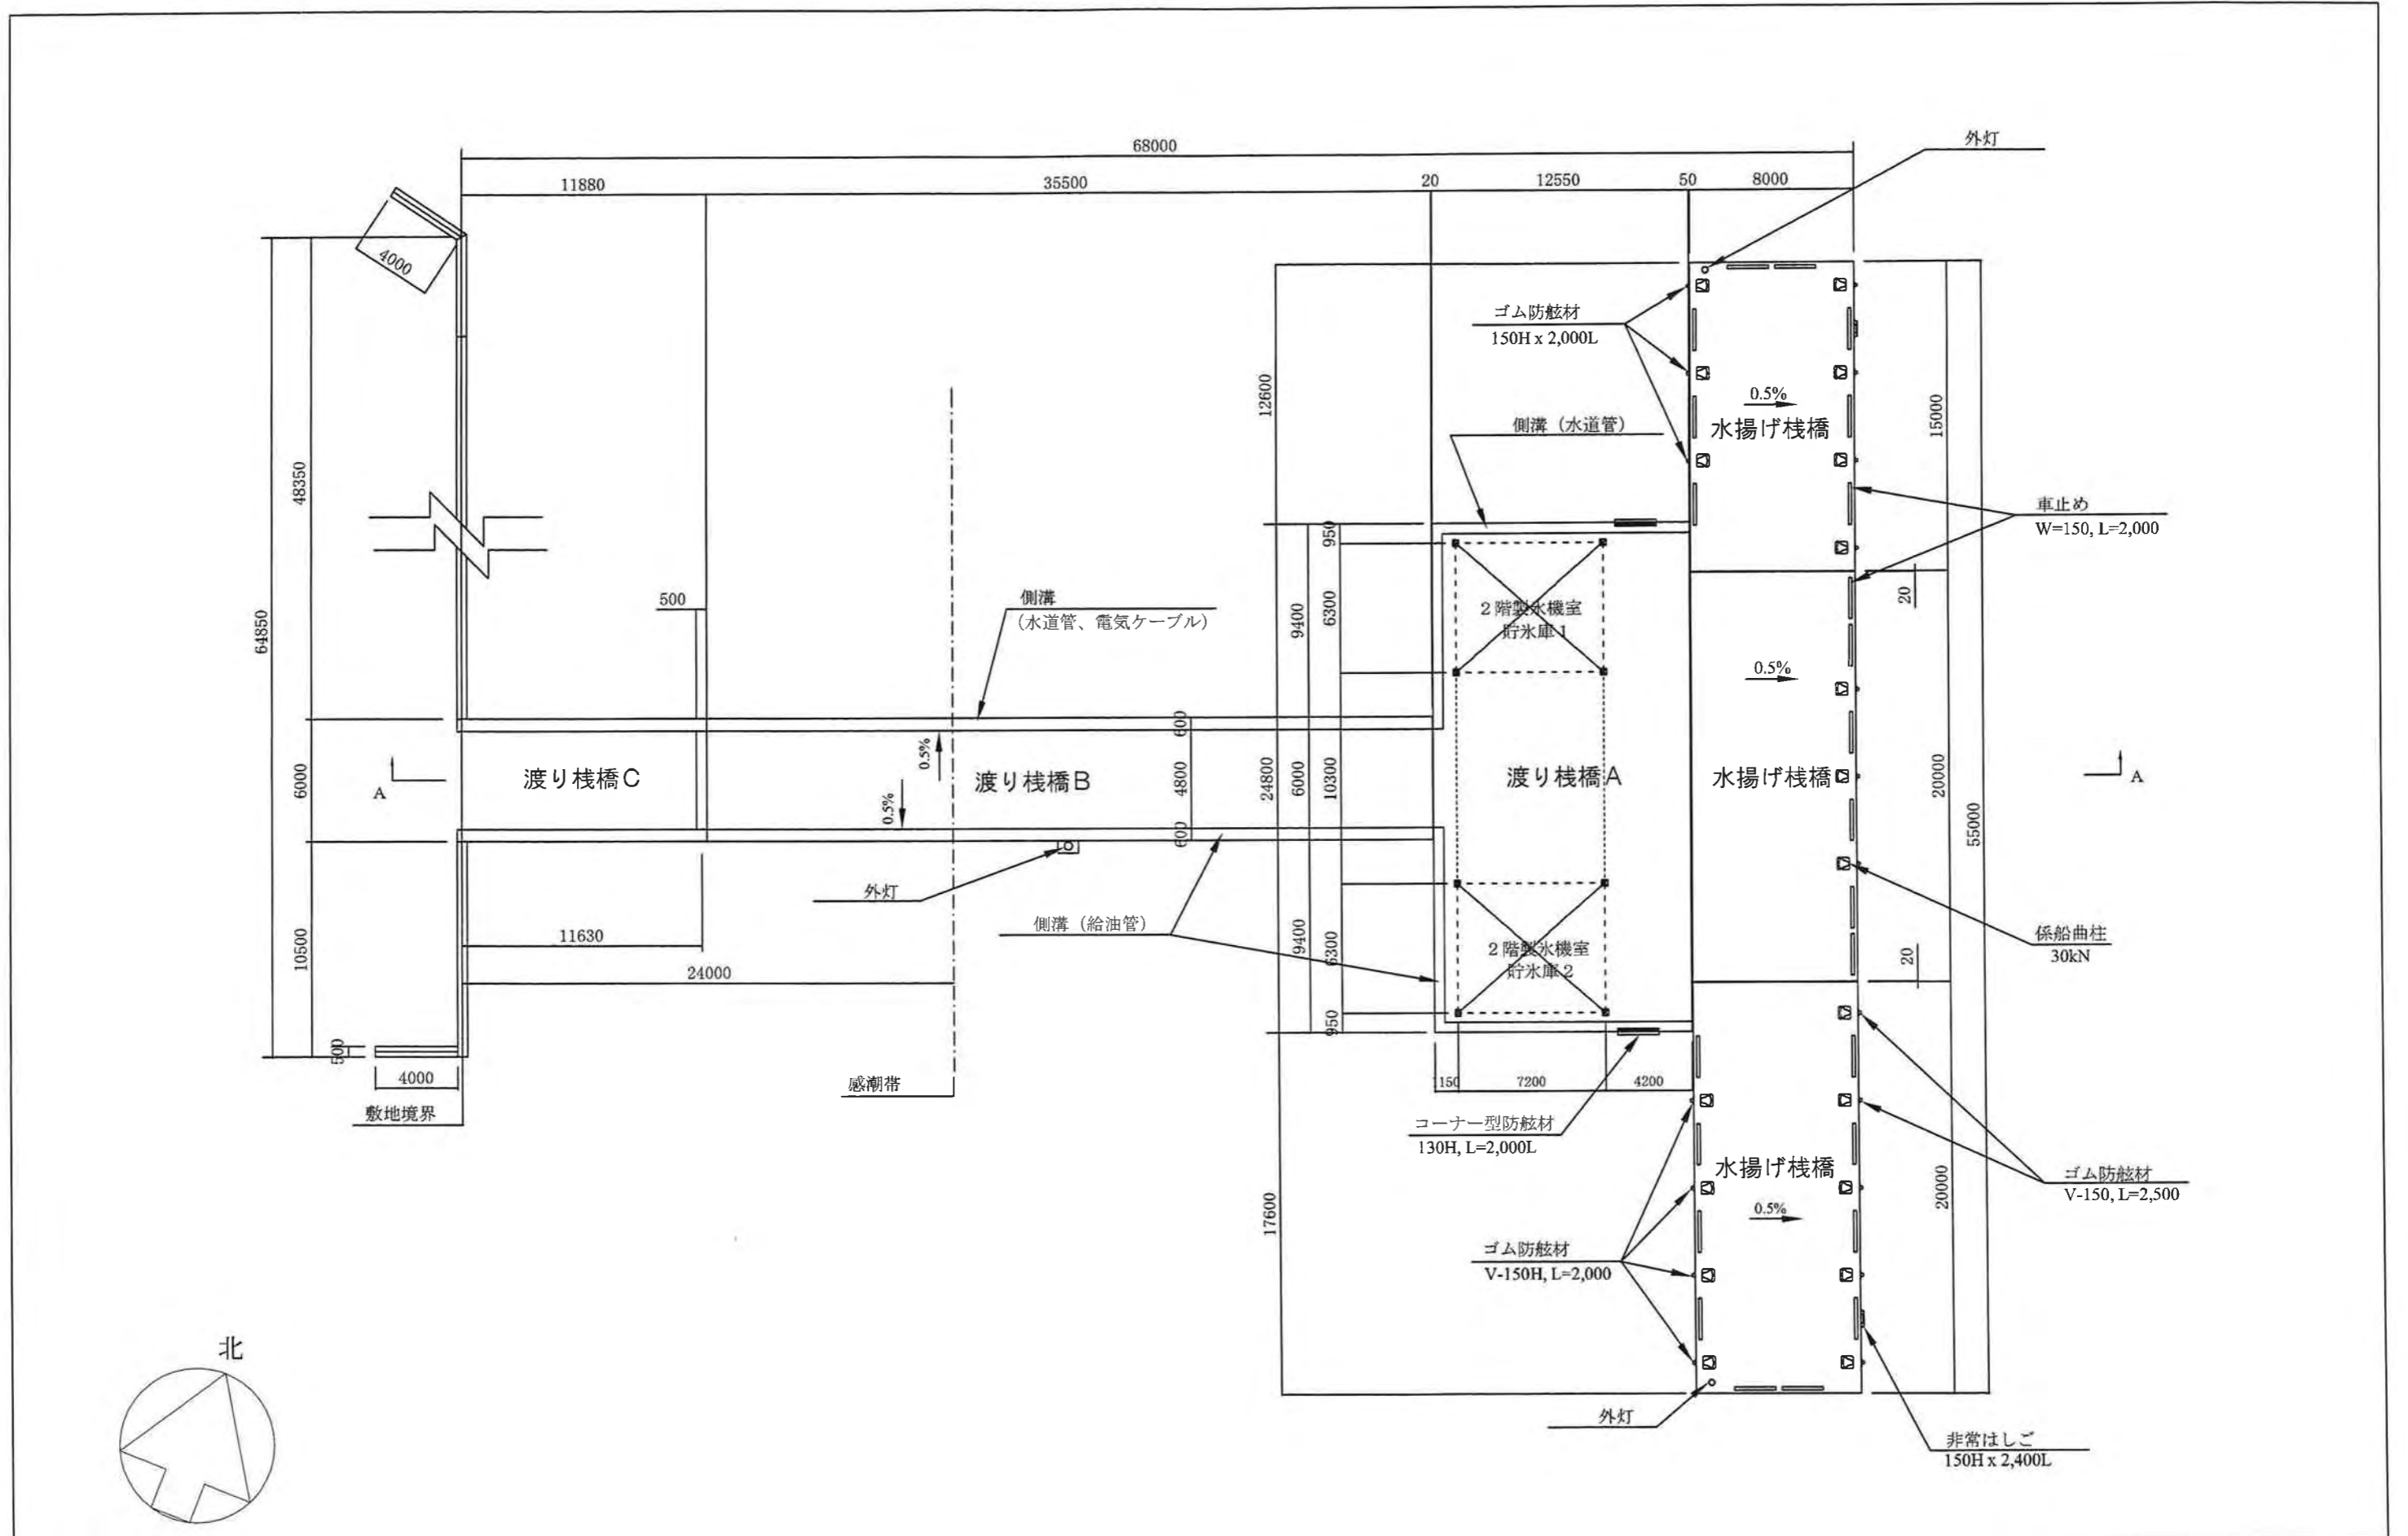 68000
外灯
11880
35500
20
12550
50
8000
4000
ゴム防舷材
150H x 2,000L
12600
0.5%
水揚げ栈橋
15000
側溝（水道管）
48350
車止め
W=150, L=2,000
950
20
500
側溝
（水道管、電気ケーブル）
9400
6300
２階製氷機室
貯氷庫１
64850
0.5%
600
0.5%
6000
A
渡り栈橋C
渡り栈橋B
4800
24800
6000
10300
渡り栈橋A
水揚げ栈橋
20000
A
55000
0.5%
600
外灯
側溝（給油管）
11630
10500
9400
6300
２階製氷機室
貯氷庫２
係船曲柱
30kN
20
24000
950
500
4000
感潮帯
敷地境界
1150
7200
4200
コーナー型防舷材
130H, L=2,000L
水揚げ栈橋
0.5%
20000
ゴム防舷材
V-150, L=2,500
17600
ゴム防舷材
V-150H, L=2,000
北
外灯
非常はしご
150H x 2,400L